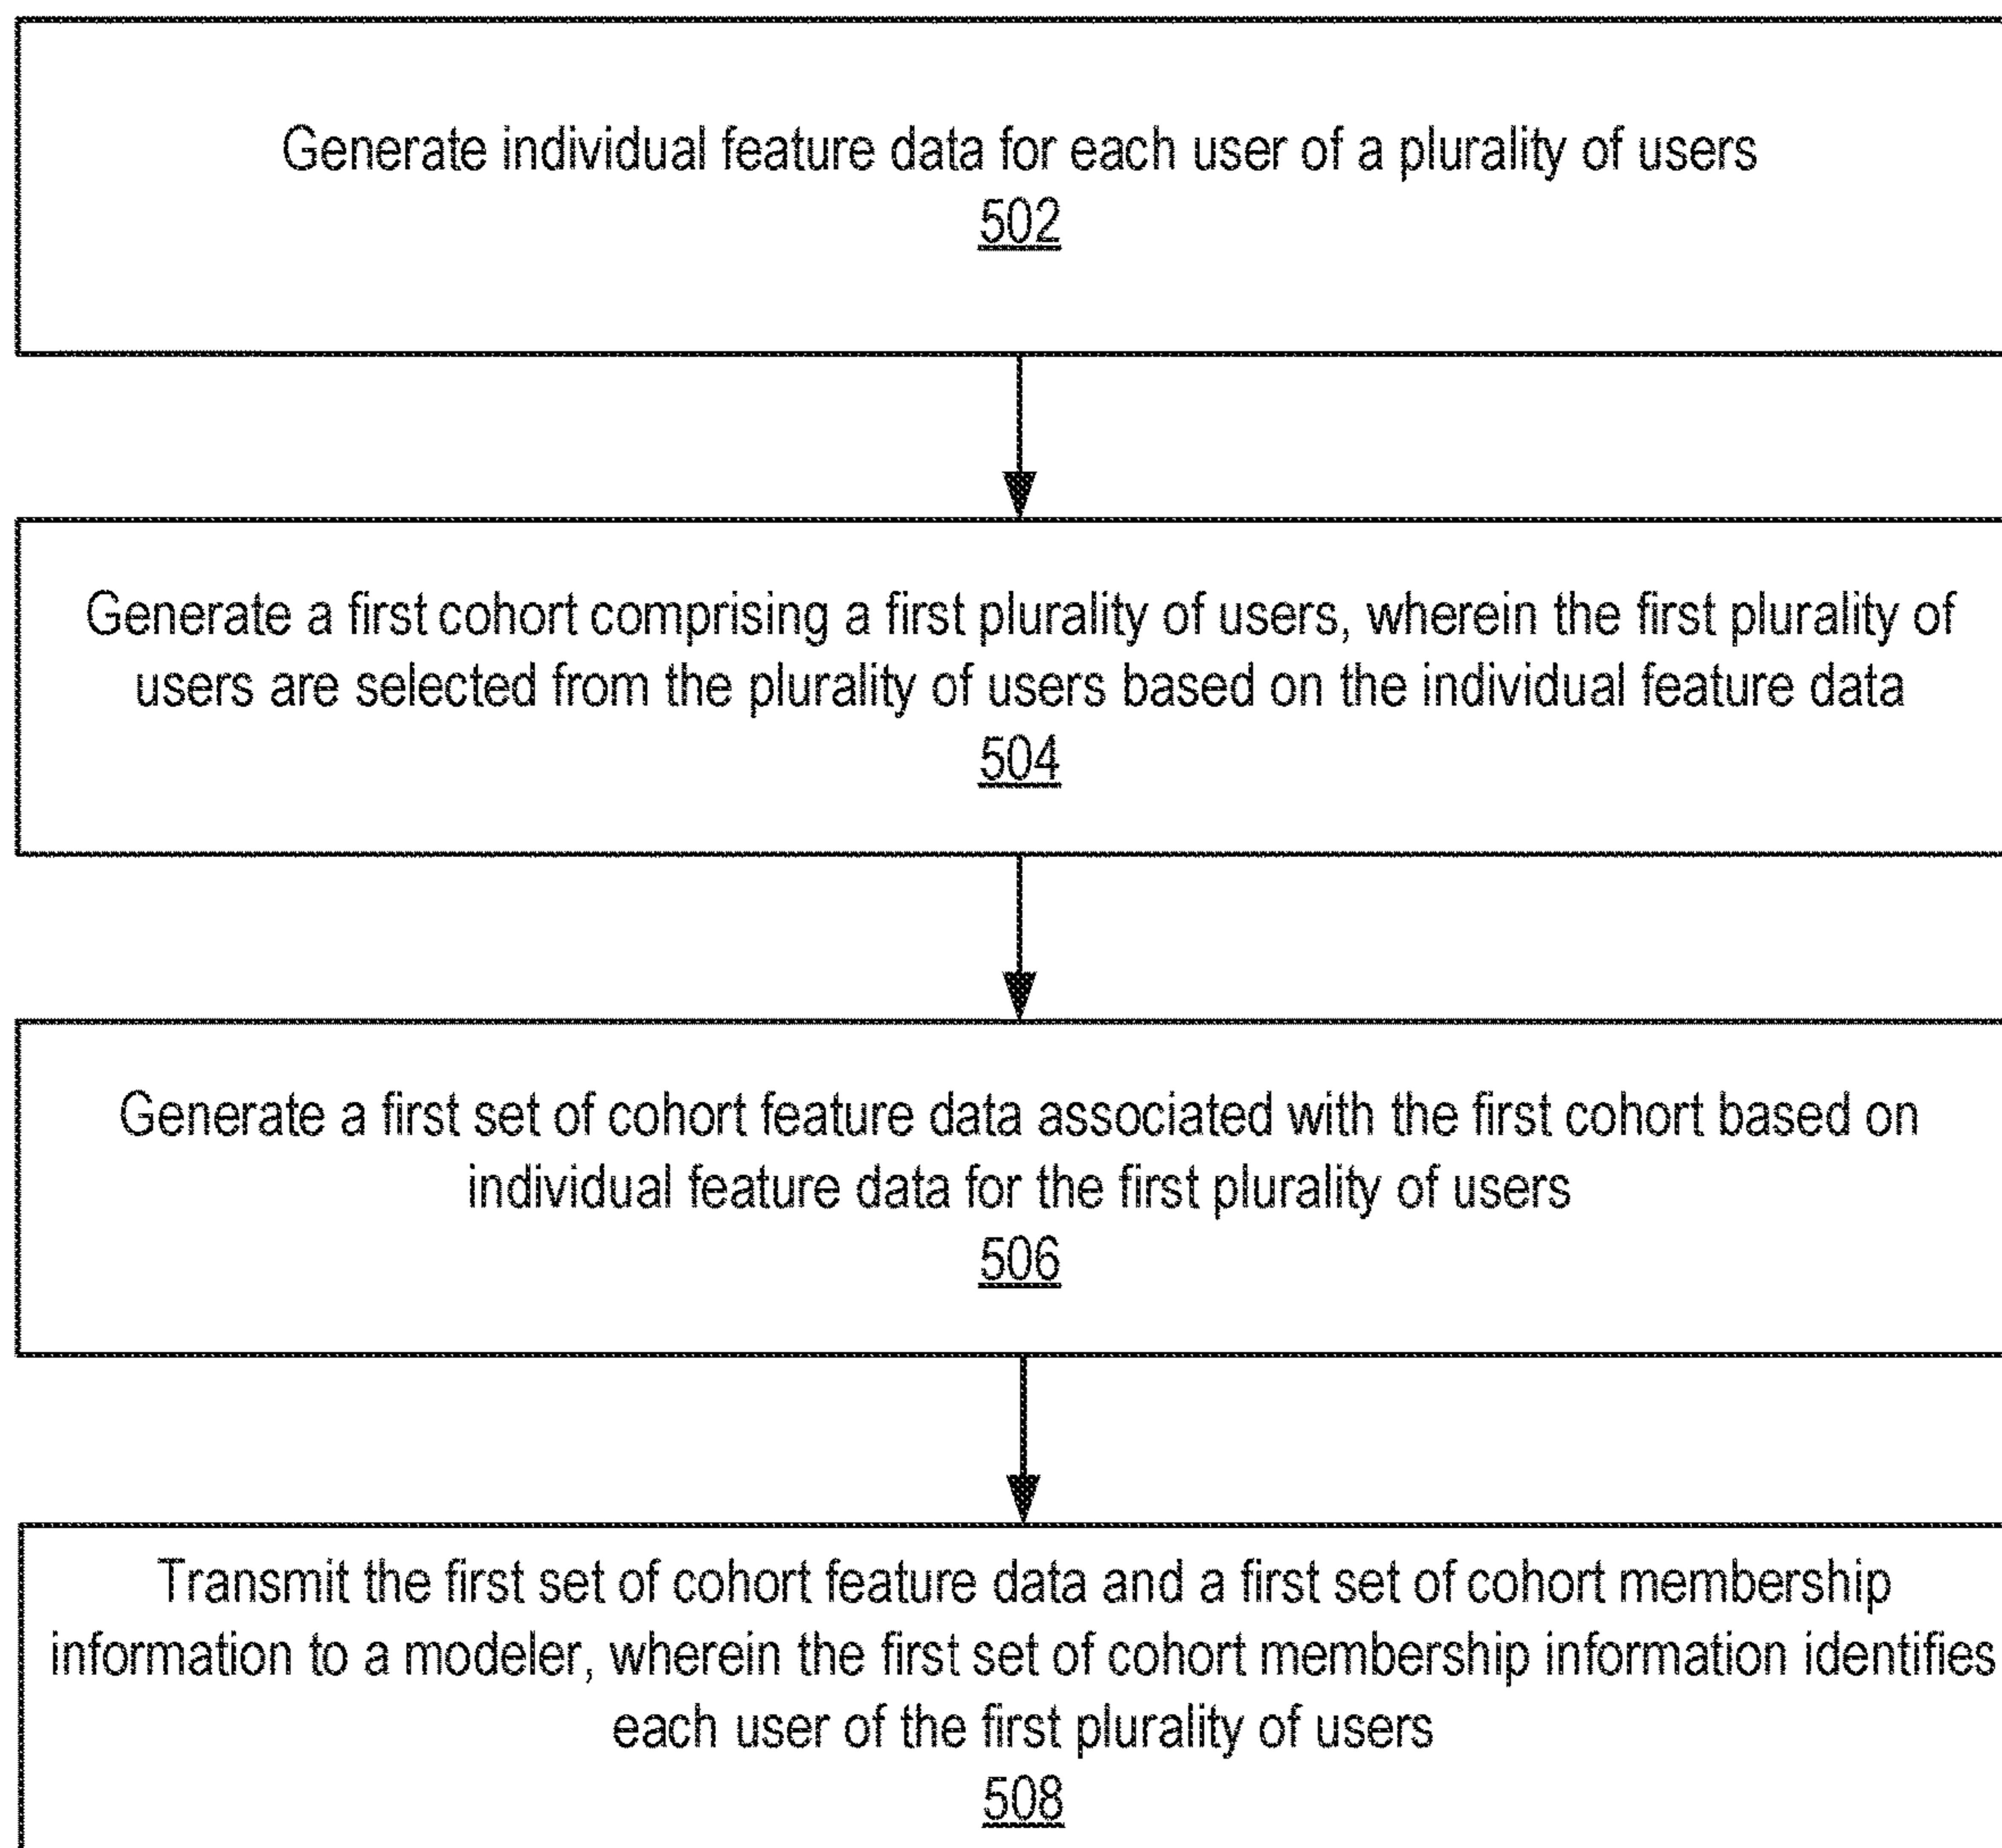 Generate individual feature data for each user of a plurality of users
502
Generate a first cohort comprising a first plurality of users, wherein the first plurality of
users are selected from the plurality of users based on the individual feature data
504
Generate a first set of cohort feature data associated with the first cohort based on
individual feature data for the first plurality of users
506
Transmit the first set of cohort feature data and a first set of cohort membership
information to a modeler, wherein the first set of cohort membership information identifies
each user of the first plurality of users
508